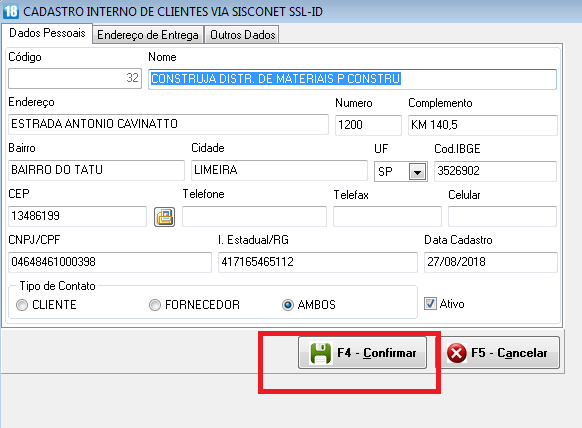 18 CADASTRO INTERNO DE CLIENTES VIA SISCONET SSL-ID
Dados Pessoais Endereço de Entrega Outros Dados
Código Nome
32 CONSTRUJA DISTR. DE MATERIAIS P CONSTRU
Endereço Numero Complemento
ESTRADA ANTONIO CAVINATTO 1200 KM 140,5
Bairro Cidade UF Cod.IBGE
BAIRRO DO TATU LIMEIRA SP 3526902
CEP Telefone Telefax Celular
13486199
CNPJ/CPF I. Estadual/RG Data Cadastro
04648461000398 417165465112 27/08/2018
Tipo de Contato
CLIENTE FORNECEDOR AMBOS Ativo
F4 - Confirmar F5 - Cancelar